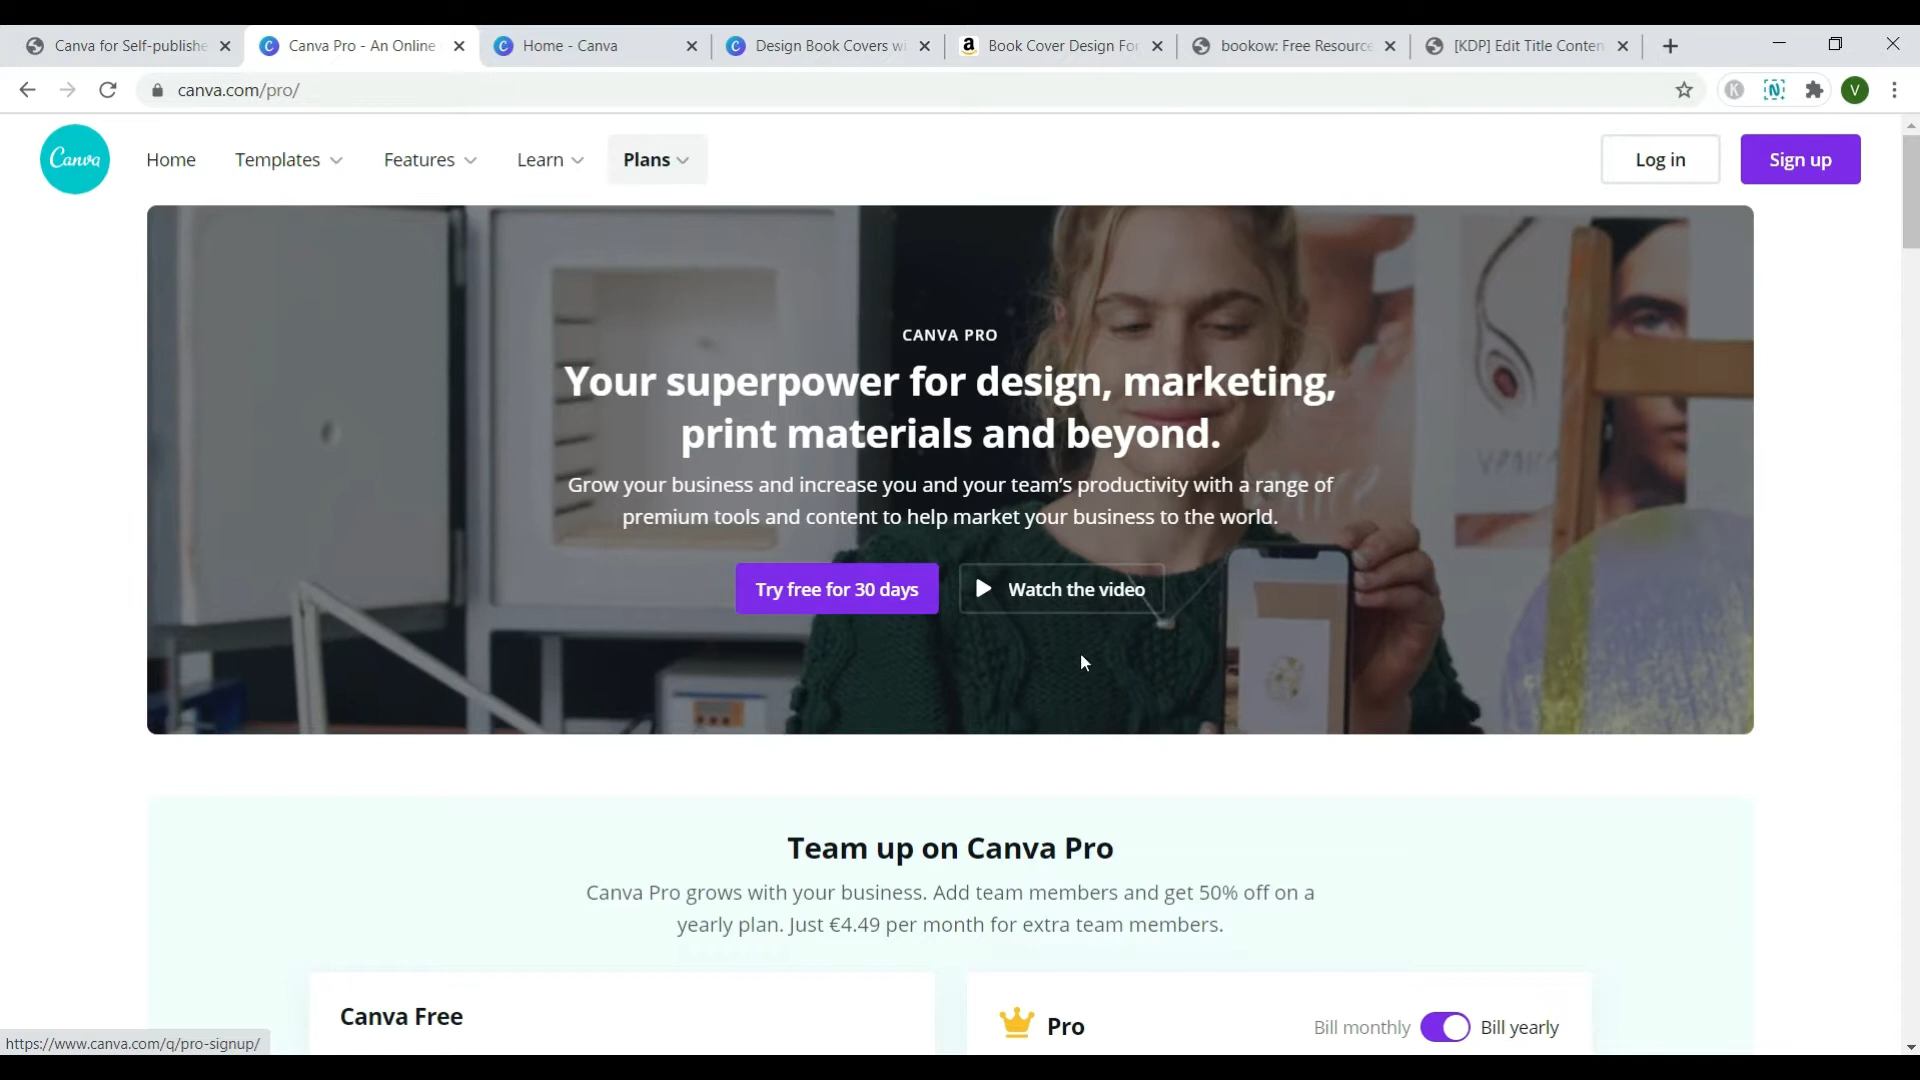 Canva for Self-publishe
Canva Pro - An Online
Home - Canva
Design Book Covers wi
Book Cover Design For
bookow: Free Resource
[KDP] Edit Title Conten
canva.com/pro/
V
Canva
Home
Templates
Features
Learn
Plans
Log in
Sign up
CANVA PRO
Your superpower for design, marketing,
print materials and beyond.
Grow your business and increase you and your team's productivity with a range of
premium tools and content to help market your business to the world.
Try free for 30 days
Watch the video
Team up on Canva Pro
Canva Pro grows with your business. Add team members and get 50% off on a
yearly plan. Just €4.49 per month for extra team members.
Canva Free
Pro
Bill monthly
Bill yearly
https://www.canva.com/q/pro-signup/